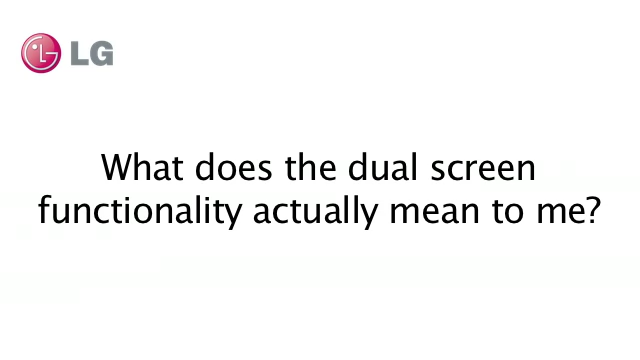 LG
What does the dual screen
functionality actually mean to me?